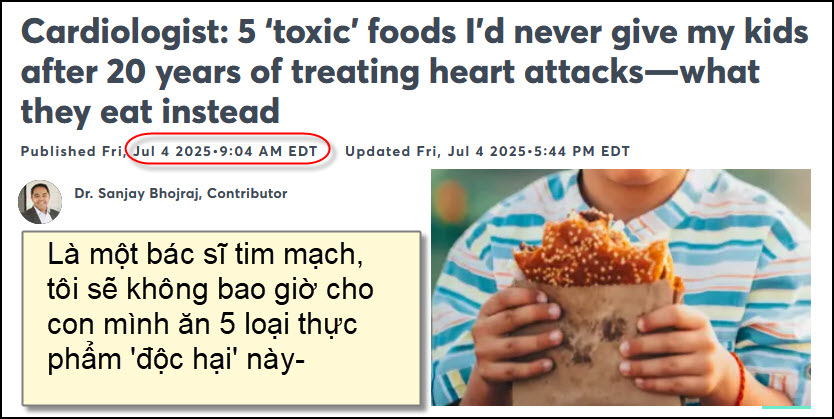 Cardiologist: 5 ‘toxic’ foods I’d never give my kids
after 20 years of treating heart attacks—what
they eat instead
Published Fri, Jul 4 2025•9:04 AM EDT Updated Fri, Jul 4 2025•5:44 PM EDT
Dr. Sanjay Bhojraj, Contributor
Là một bác sĩ tim mạch,
tôi sẽ không bao giờ cho
con mình ăn 5 loại thực
phẩm 'độc hại' này-